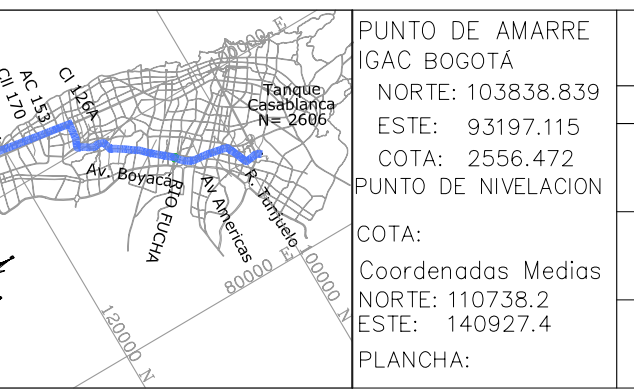 Cll 170
AC 153
Cl 126A
Tanque
Casablanca
N= 2606
Av. Boyacá
RIO FUCHA
Av Americas
R. Tunjuelo
80000 E
100000 N
120000 N
PUNTO DE AMARRE
IGAC BOGOTÁ
NORTE: 103838.839
ESTE: 93197.115
COTA: 2556.472
PUNTO DE NIVELACION
COTA:
Coordenadas Medias
NORTE: 110738.2
ESTE: 140927.4
PLANCHA: